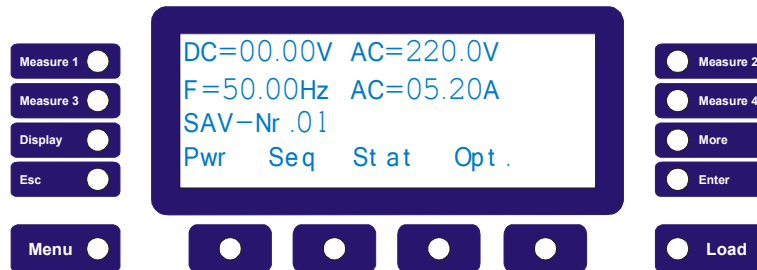 Measure 1
Measure 3
Display
Esc
Menu
DC=00.00V AC=220.0V
F=50.00Hz AC=05.20A
SAV-Nr.01
Pwr Seq Stat Opt.
Measure 2
Measure 4
More
Enter
Load